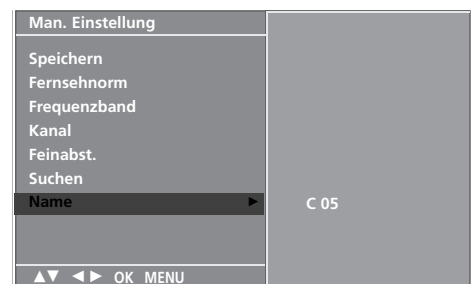 Man. Einstellung
Speichern
Fernsehnorm
Frequenzband
Kanal
Feinabst.
Suchen
Name ► C 05
▲▼ ◄► OK MENU